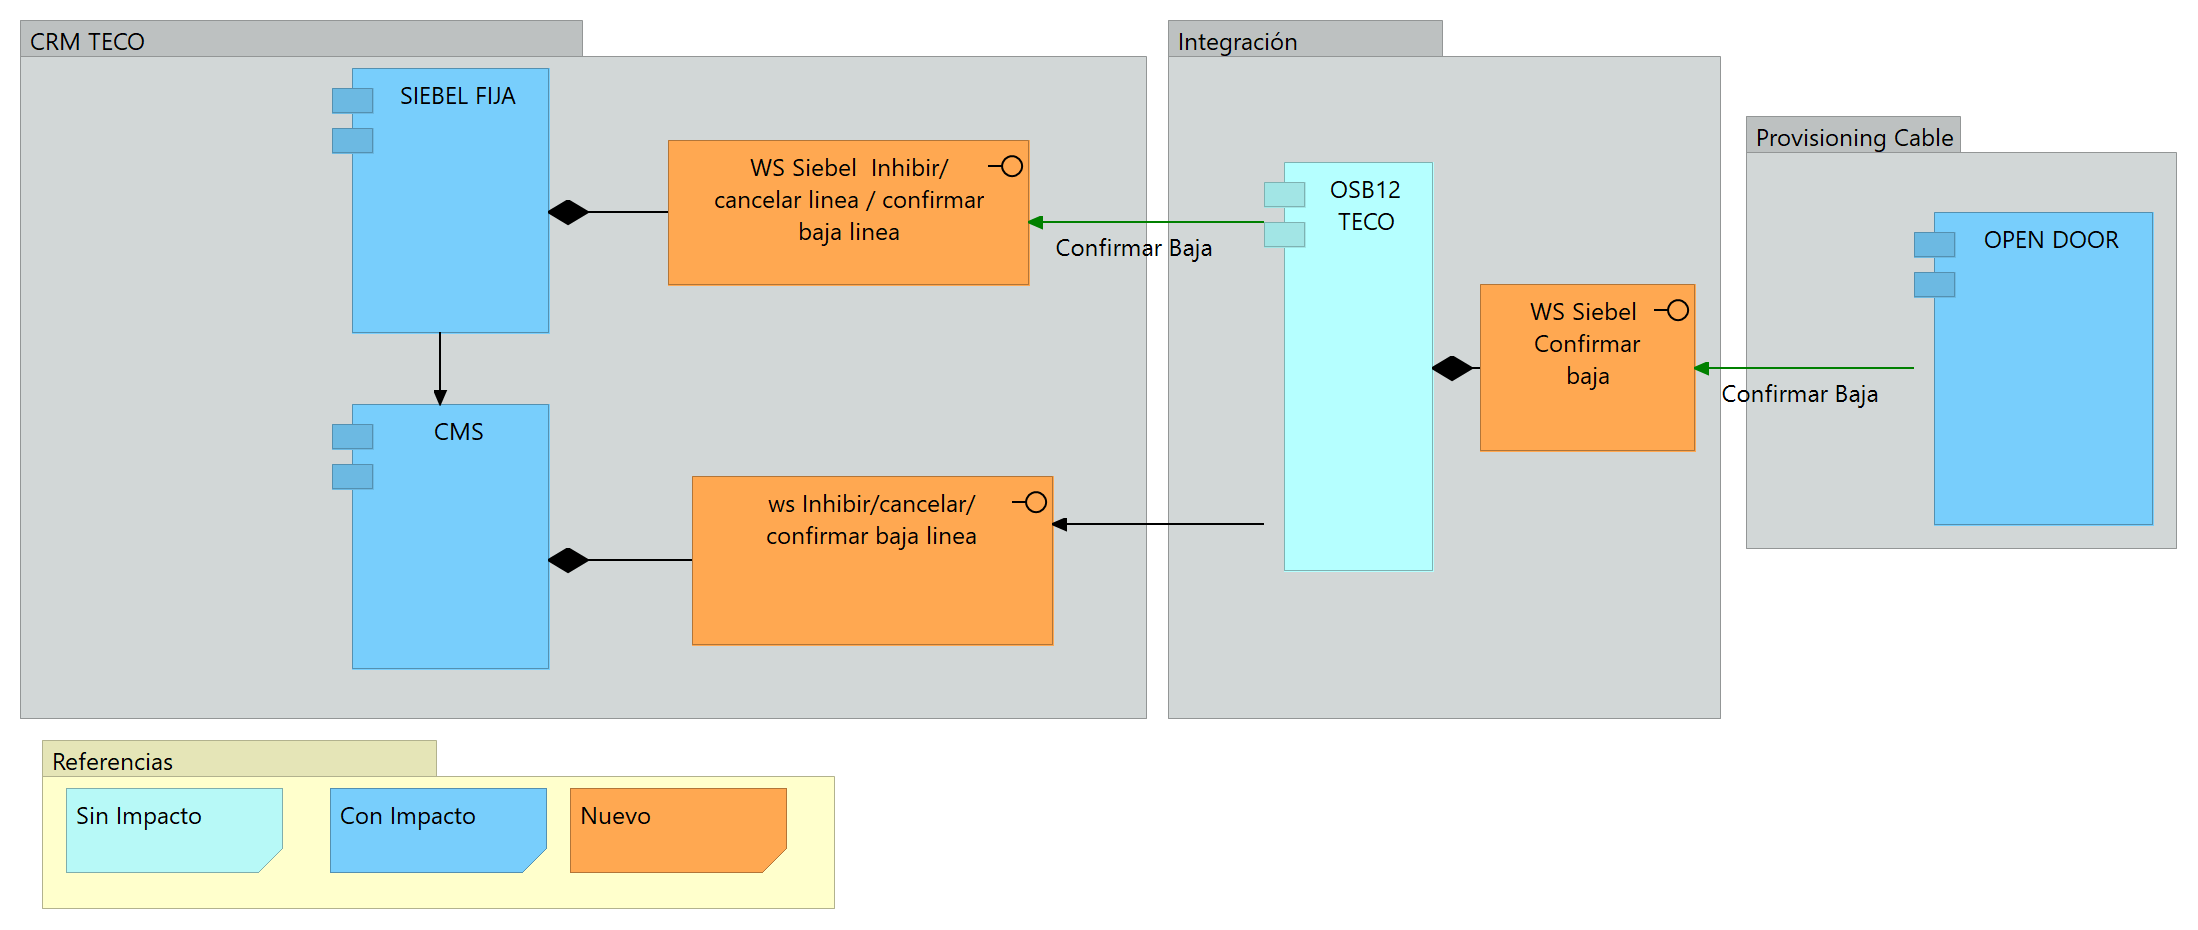 CRM TECO
SIEBEL FIJA
WS Siebel  Inhibir/
cancelar linea / confirmar
baja linea
CMS
ws Inhibir/cancelar/
confirmar baja linea
Confirmar Baja
Integración
OSB12
TECO
WS Siebel
Confirmar
baja
Confirmar Baja
Provisioning Cable
OPEN DOOR
Referencias
Sin Impacto
Con Impacto
Nuevo